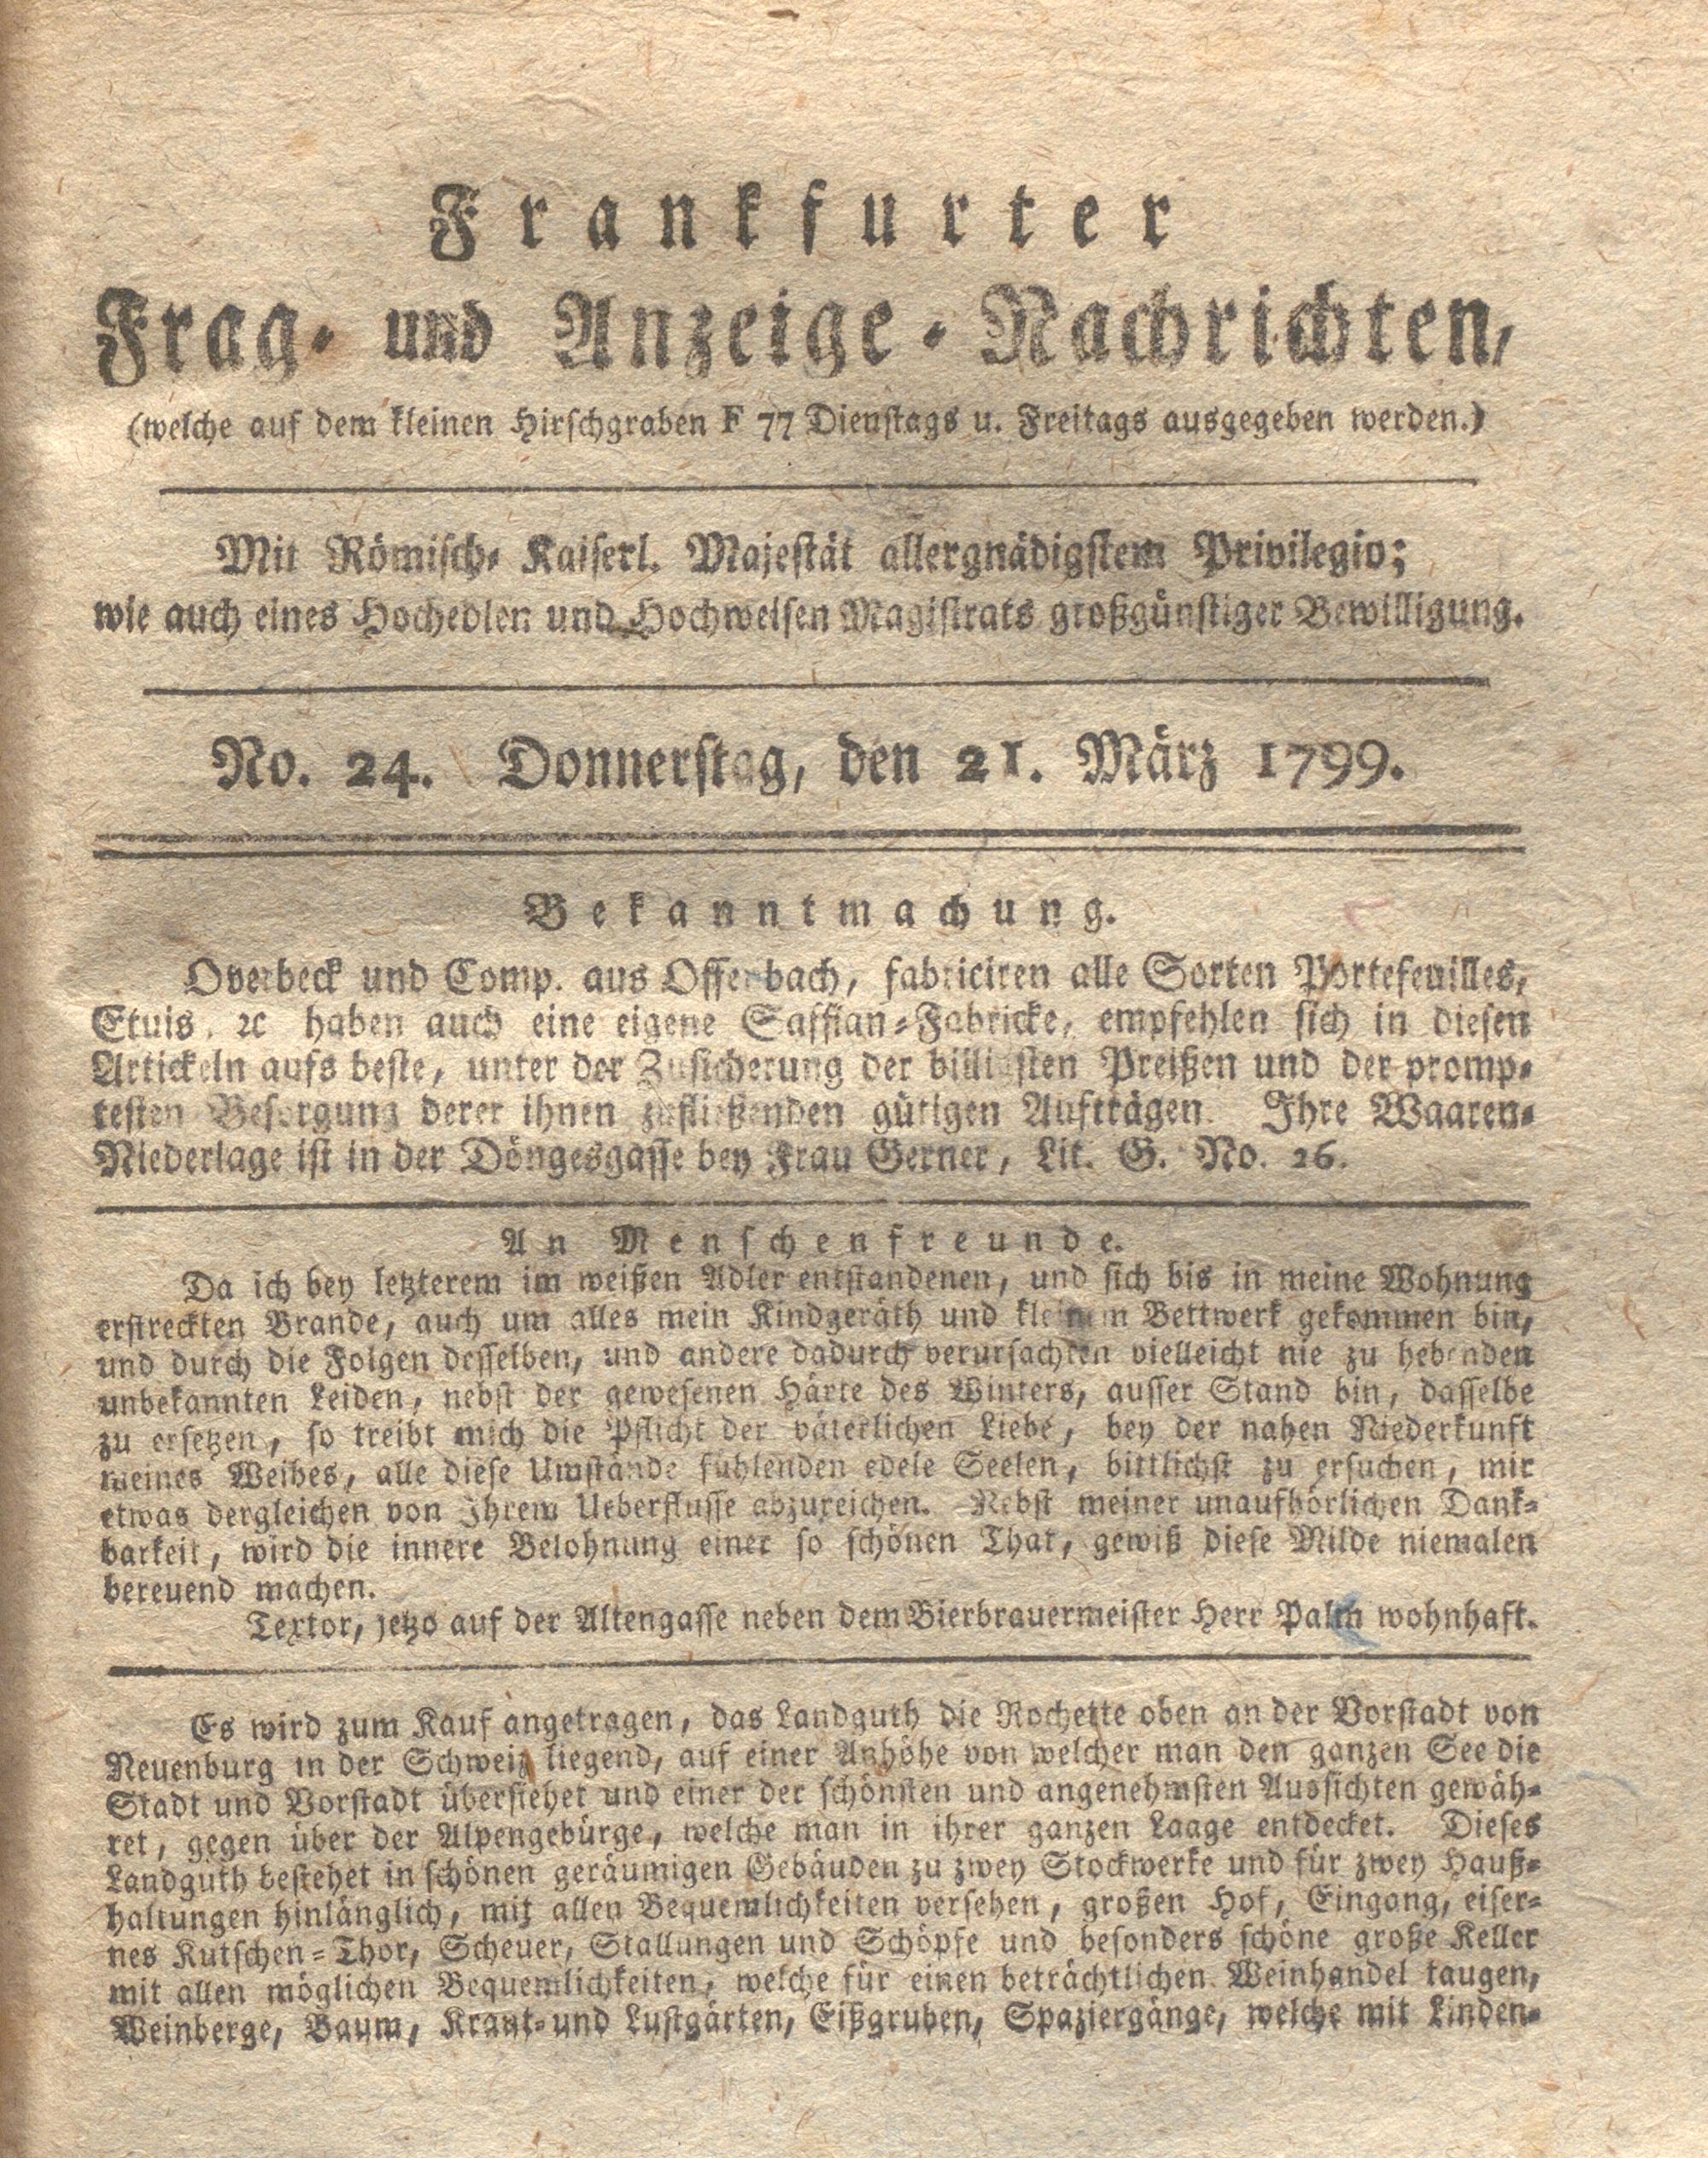 Frankfurter
Frag- und Anzeige-Nachrichten,
(welche auf dem kleinen Hirschgraben F 77 Dienstags u. Freitags ausgegeben werden.)
Mit Römisch- Kaiserl. Majestät allergnädigstem Privilegio;
wie auch eines Hochedlen und Hochweisen Magistrats großgünstiger Bewilligung.
No. 24. Donnerstag, den 21. März 1799.
Bekanntmachung.
Overbeck und Comp. aus Offenbach, fabriciren alle Sorten Portefeuilles,
Etuis, ꝛc haben auch eine eigene Saffian-Fabricke, empfehlen sich in diesen
Artickeln aufs beste, unter der Zusicherung der billigsten Preißen und der promp-
testen Besorgung derer ihnen zufließenden gütigen Aufträgen. Ihre Waaren-
Niederlage ist in der Döngesgasse bey Frau Gerner, Lit. G. No. 26.
An Menschenfreunde.
Da ich bey letzterem im weißen Adler entstandenen, und sich bis in meine Wohnung
erstreckten Brande, auch um alles mein Kindgeräth und kleinem Bettwerk gekommen bin,
und durch die Folgen desselben, und andere dadurch verursachten vielleicht nie zu hebenden
unbekannten Leiden, nebst der gewesenen Härte des Winters, ausser Stand bin, dasselbe
zu ersetzen, so treibt mich die Pflicht der väterlichen Liebe, bey der nahen Niederkunft
meines Weibes, alle diese Umstände fühlenden edele Seelen, bittlichst zu ersuchen, mir
etwas dergleichen von Ihrem Ueberflusse abzureichen. Nebst meiner unaufhörlichen Dank-
barkeit, wird die innere Belohnung einer so schönen That, gewiß diese Milde niemalen
bereuend machen.
Textor, jetzo auf der Altengasse neben dem Bierbrauermeister Herr Palm wohnhaft.
Es wird zum Kauf angetragen, das Landguth die Rochette oben an der Vorstadt von
Neuenburg in der Schweiz liegend, auf einer Anhöhe von welcher man den ganzen See die
Stadt und Vorstadt übersiehet und einer der schönsten und angenehmsten Aussichten gewäh-
ret, gegen über der Alpengebürge, welche man in ihrer ganzen Laage entdecket. Dieses
Landguth bestehet in schönen geräumigen Gebäuden zu zwey Stockwerke und für zwey Hauß-
haltungen hinlänglich, mit allen Bequemlichkeiten versehen, großen Hof, Eingang, eiser-
nes Kutschen-Thor, Scheuer, Stallungen und Schöpfe und besonders schöne große Keller
mit allen möglichen Bequemlichkeiten, welche für einen beträchtlichen Weinhandel taugen,
Weinberge, Baum, Kraut-und Lustgärten, Eißgruben, Spaziergänge, welche mit Linden-